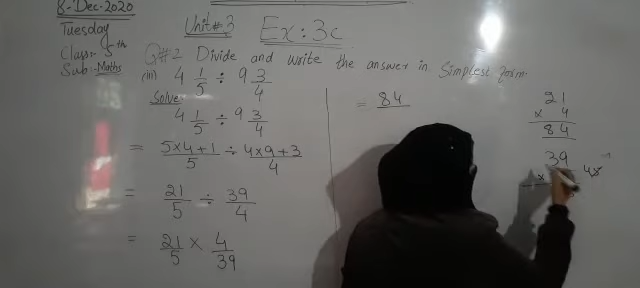 8-Dec-2020
Tuesday
Class:- 5th
Sub:- Maths
Unit#3 Ex:3c
Q#2 Divide and write the answer in simplest form.
(iii) 4 1/5 ÷ 9 3/4
Solve:
4 1/5 ÷ 9 3/4
= 5×4+1/5 ÷ 4×9+3/4
= 21/5 ÷ 39/4
= 21/5 × 4/39
= 84
21
× 4
84
39
×